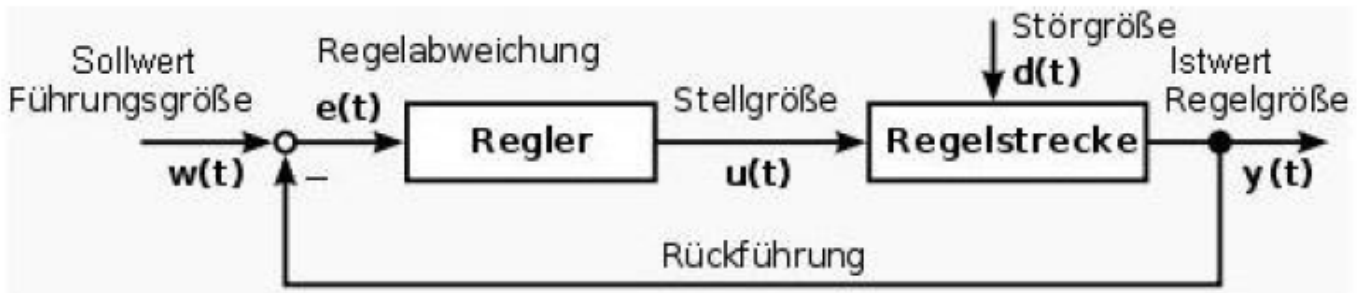 Sollwert
Führungsgröße
w(t)
–
Regelabweichung
e(t)
Regler
Stellgröße
u(t)
Störgröße
d(t)
Regelstrecke
Istwert
Regelgröße
y(t)
Rückführung